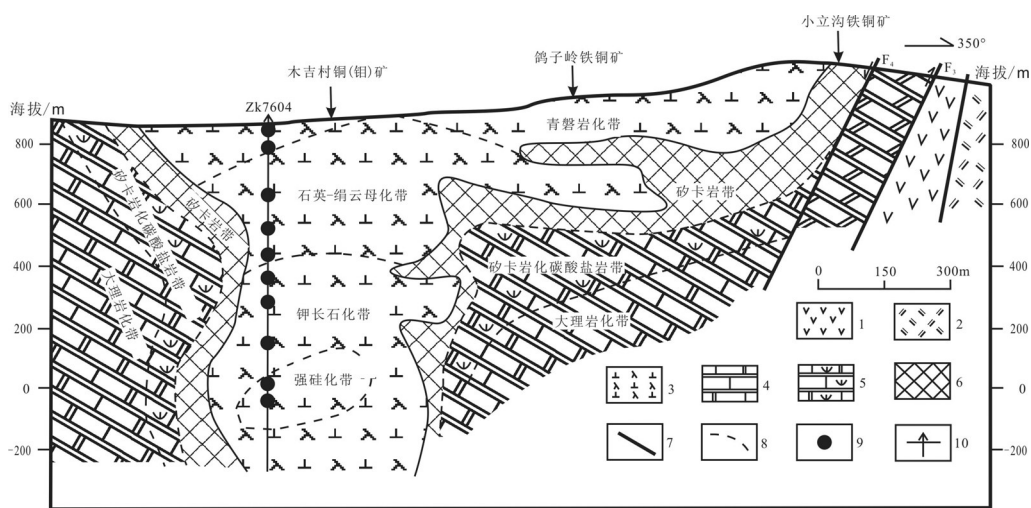 小立沟铁铜矿
350°
鸽子岭铁铜矿
木吉村铜(钼)矿
F₄
F₃
海拔/m
海拔/m
Zk7604
青磐岩化带
800
800
石英-绢云母化带
矽卡岩带
矽卡岩带
矽卡岩化碳酸盐岩带
600
600
矽卡岩化碳酸盐岩带
大理岩化带
400
400
0 150 300m
钾长石化带
大理岩化带
200
200
1
2
强硅化带
0
0
3
4
5
6
7
8
9
10
-200
-200